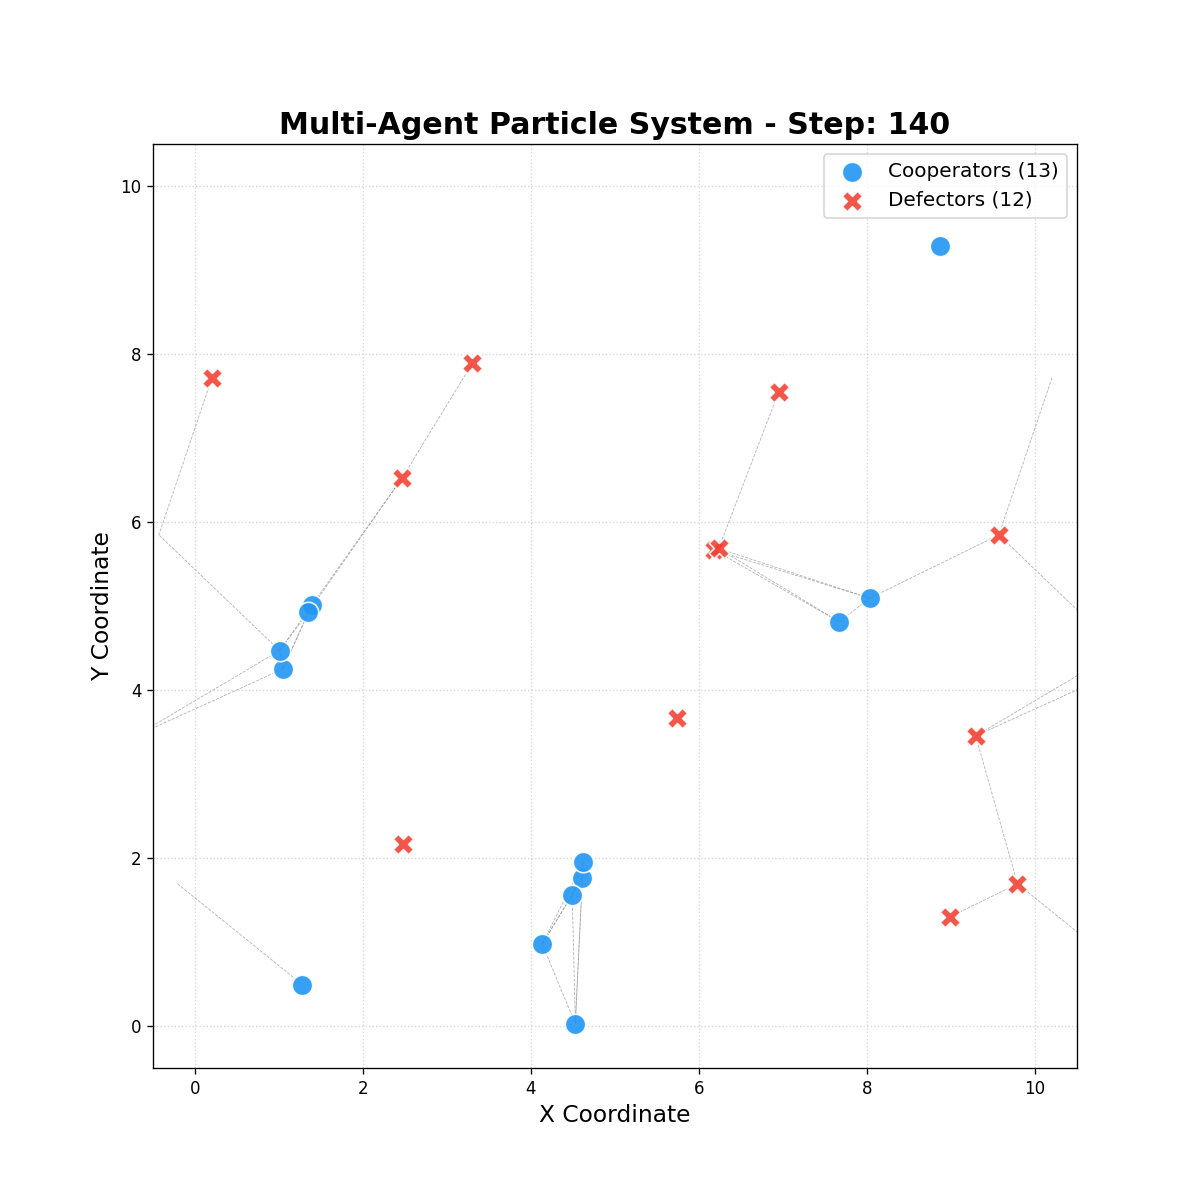 Multi-Agent Particle System - Step: 140
Cooperators (13)
Defectors (12)
10
8
6
4
2
0
Y Coordinate
0 2 4 6 8 10
X Coordinate